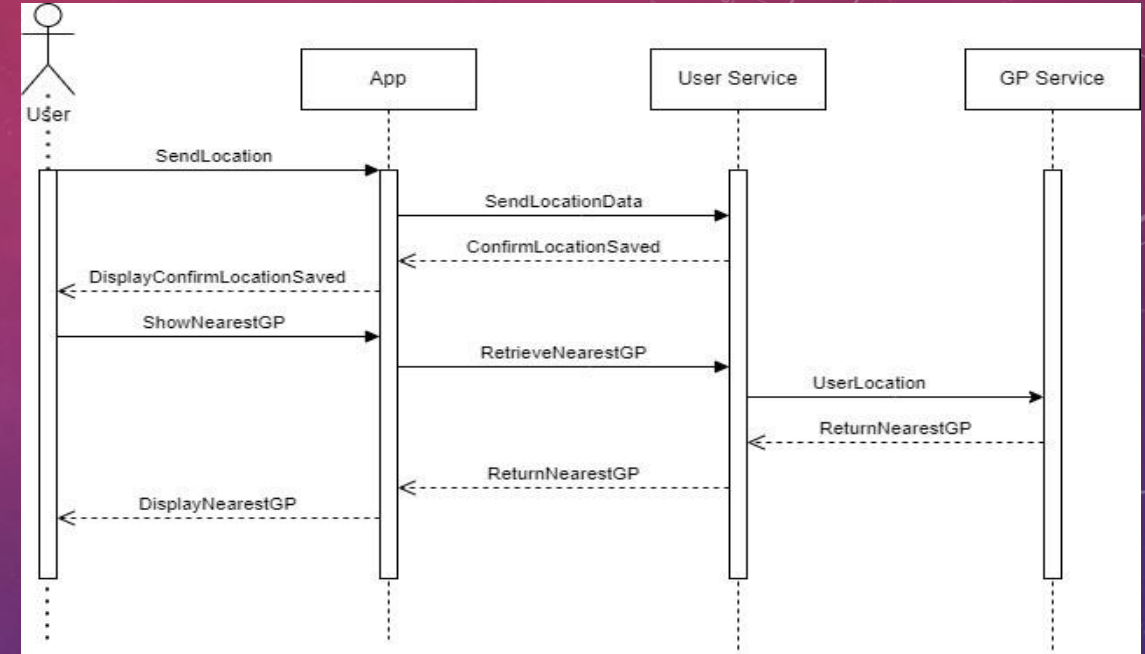 App
User Service
GP Service
User
SendLocation
SendLocationData
ConfirmLocationSaved
DisplayConfirmLocationSaved
ShowNearestGP
RetrieveNearestGP
UserLocation
ReturnNearestGP
ReturnNearestGP
DisplayNearestGP